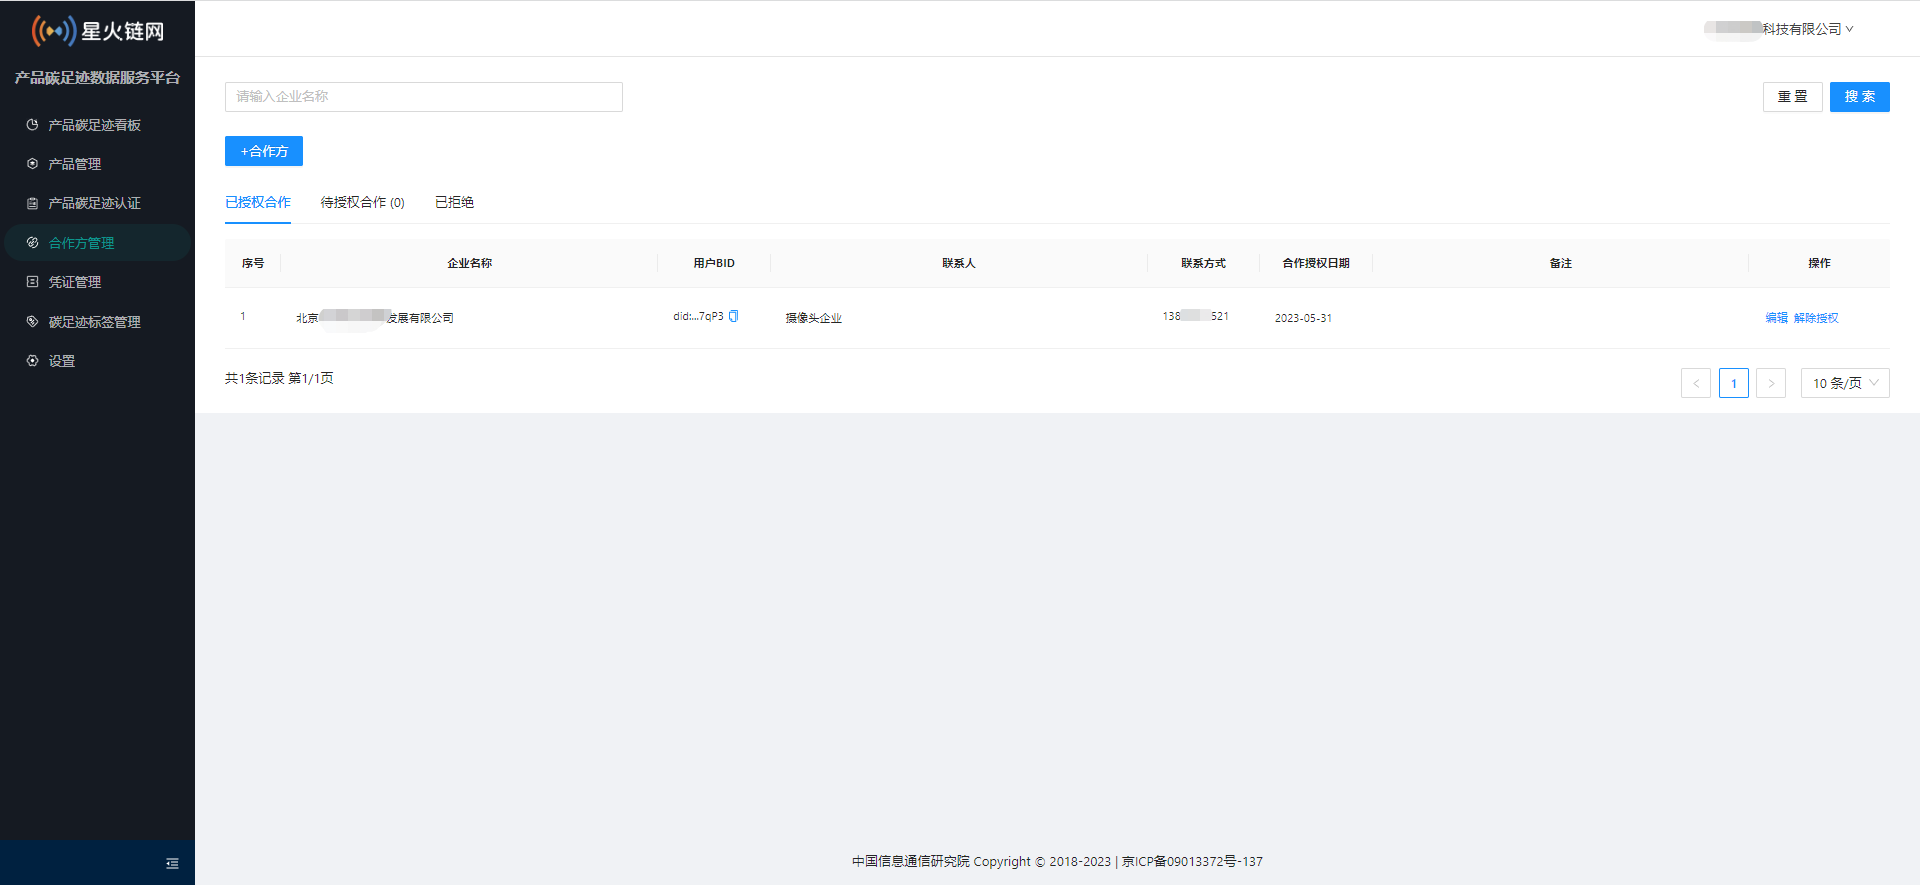 星火链网
产品碳足迹数据服务平台
产品碳足迹看板
产品管理
产品碳足迹认证
合作方管理
凭证管理
碳足迹标签管理
设置
科技有限公司
请输入企业名称
重 置
搜 索
+合作方
已授权合作 待授权合作 (0) 已拒绝
序号 企业名称 用户BID 联系人 联系方式 合作授权日期 备注 操作
1 北京 发展有限公司 did:...7qP3 摄像头企业 138 521 2023-05-31 编辑 解除授权
共1条记录 第1/1页
< 1 > 10 条/页
中国信息通信研究院 Copyright © 2018-2023 | 京ICP备09013372号-137